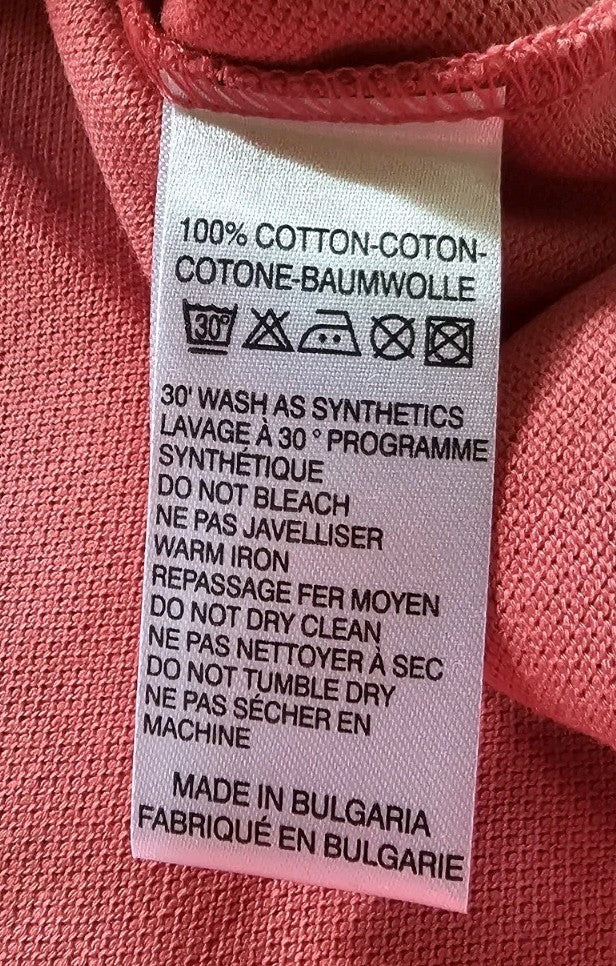 100% COTTON-COTON-
COTONE-BAUMWOLLE
30°
30' WASH AS SYNTHETICS
LAVAGE À 30 ° PROGRAMME
SYNTHÉTIQUE
DO NOT BLEACH
NE PAS JAVELLISER
WARM IRON
REPASSAGE FER MOYEN
DO NOT DRY CLEAN
NE PAS NETTOYER À SEC
DO NOT TUMBLE DRY
NE PAS SÉCHER EN
MACHINE
MADE IN BULGARIA
FABRIQUÉ EN BULGARIE